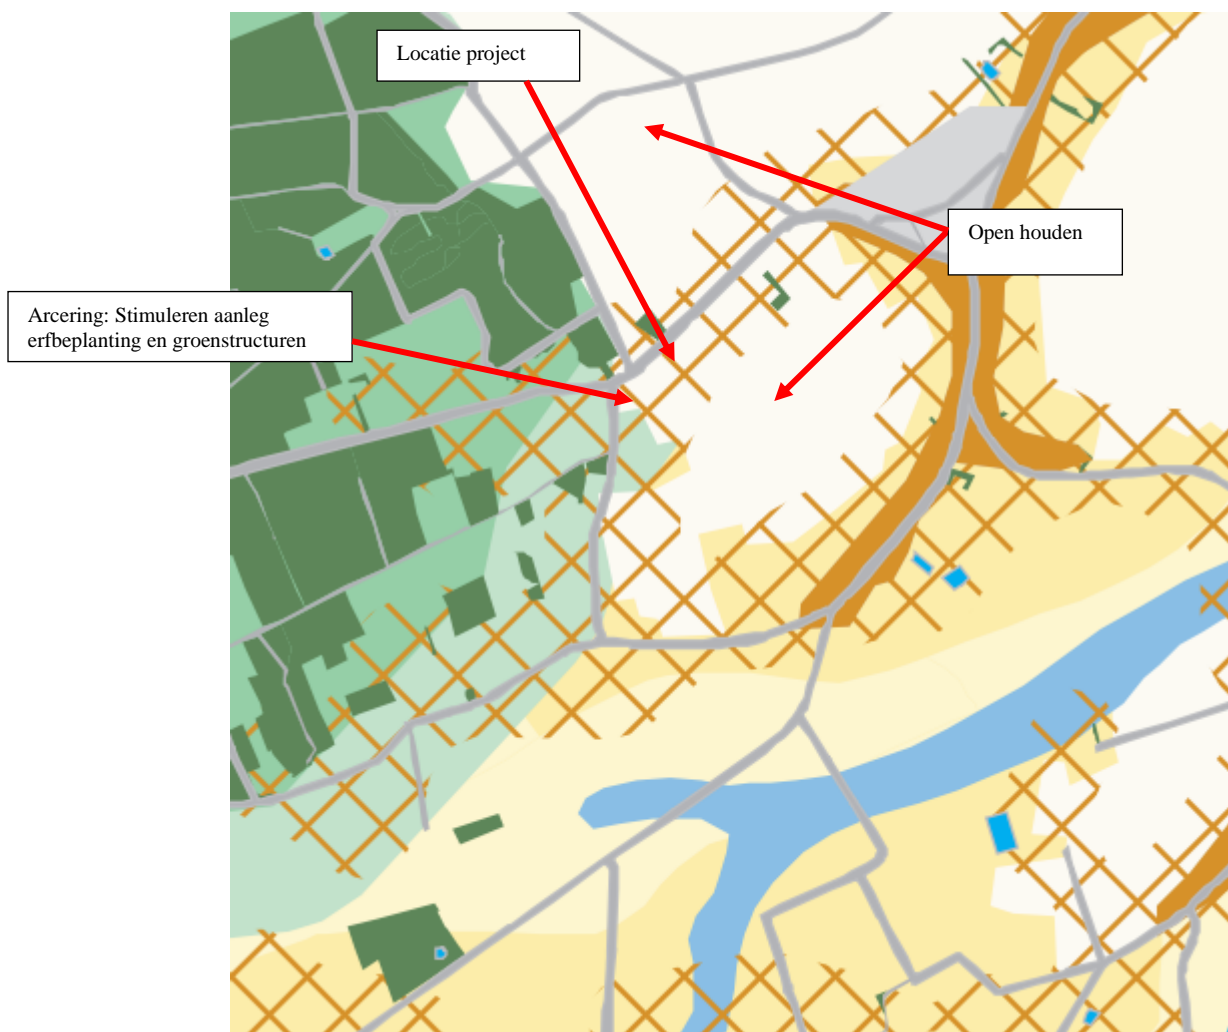 Locatie project
Open houden
Arcering: Stimuleren aanleg
erfbeplanting en groenstructuren